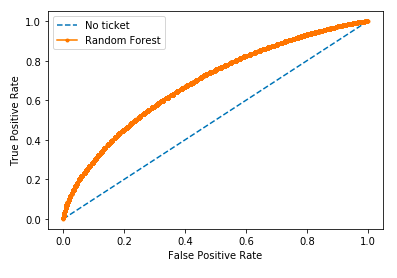 No ticket
Random Forest
True Positive Rate
1.0
0.8
0.6
0.4
0.2
0.0
0.0 0.2 0.4 0.6 0.8 1.0
False Positive Rate